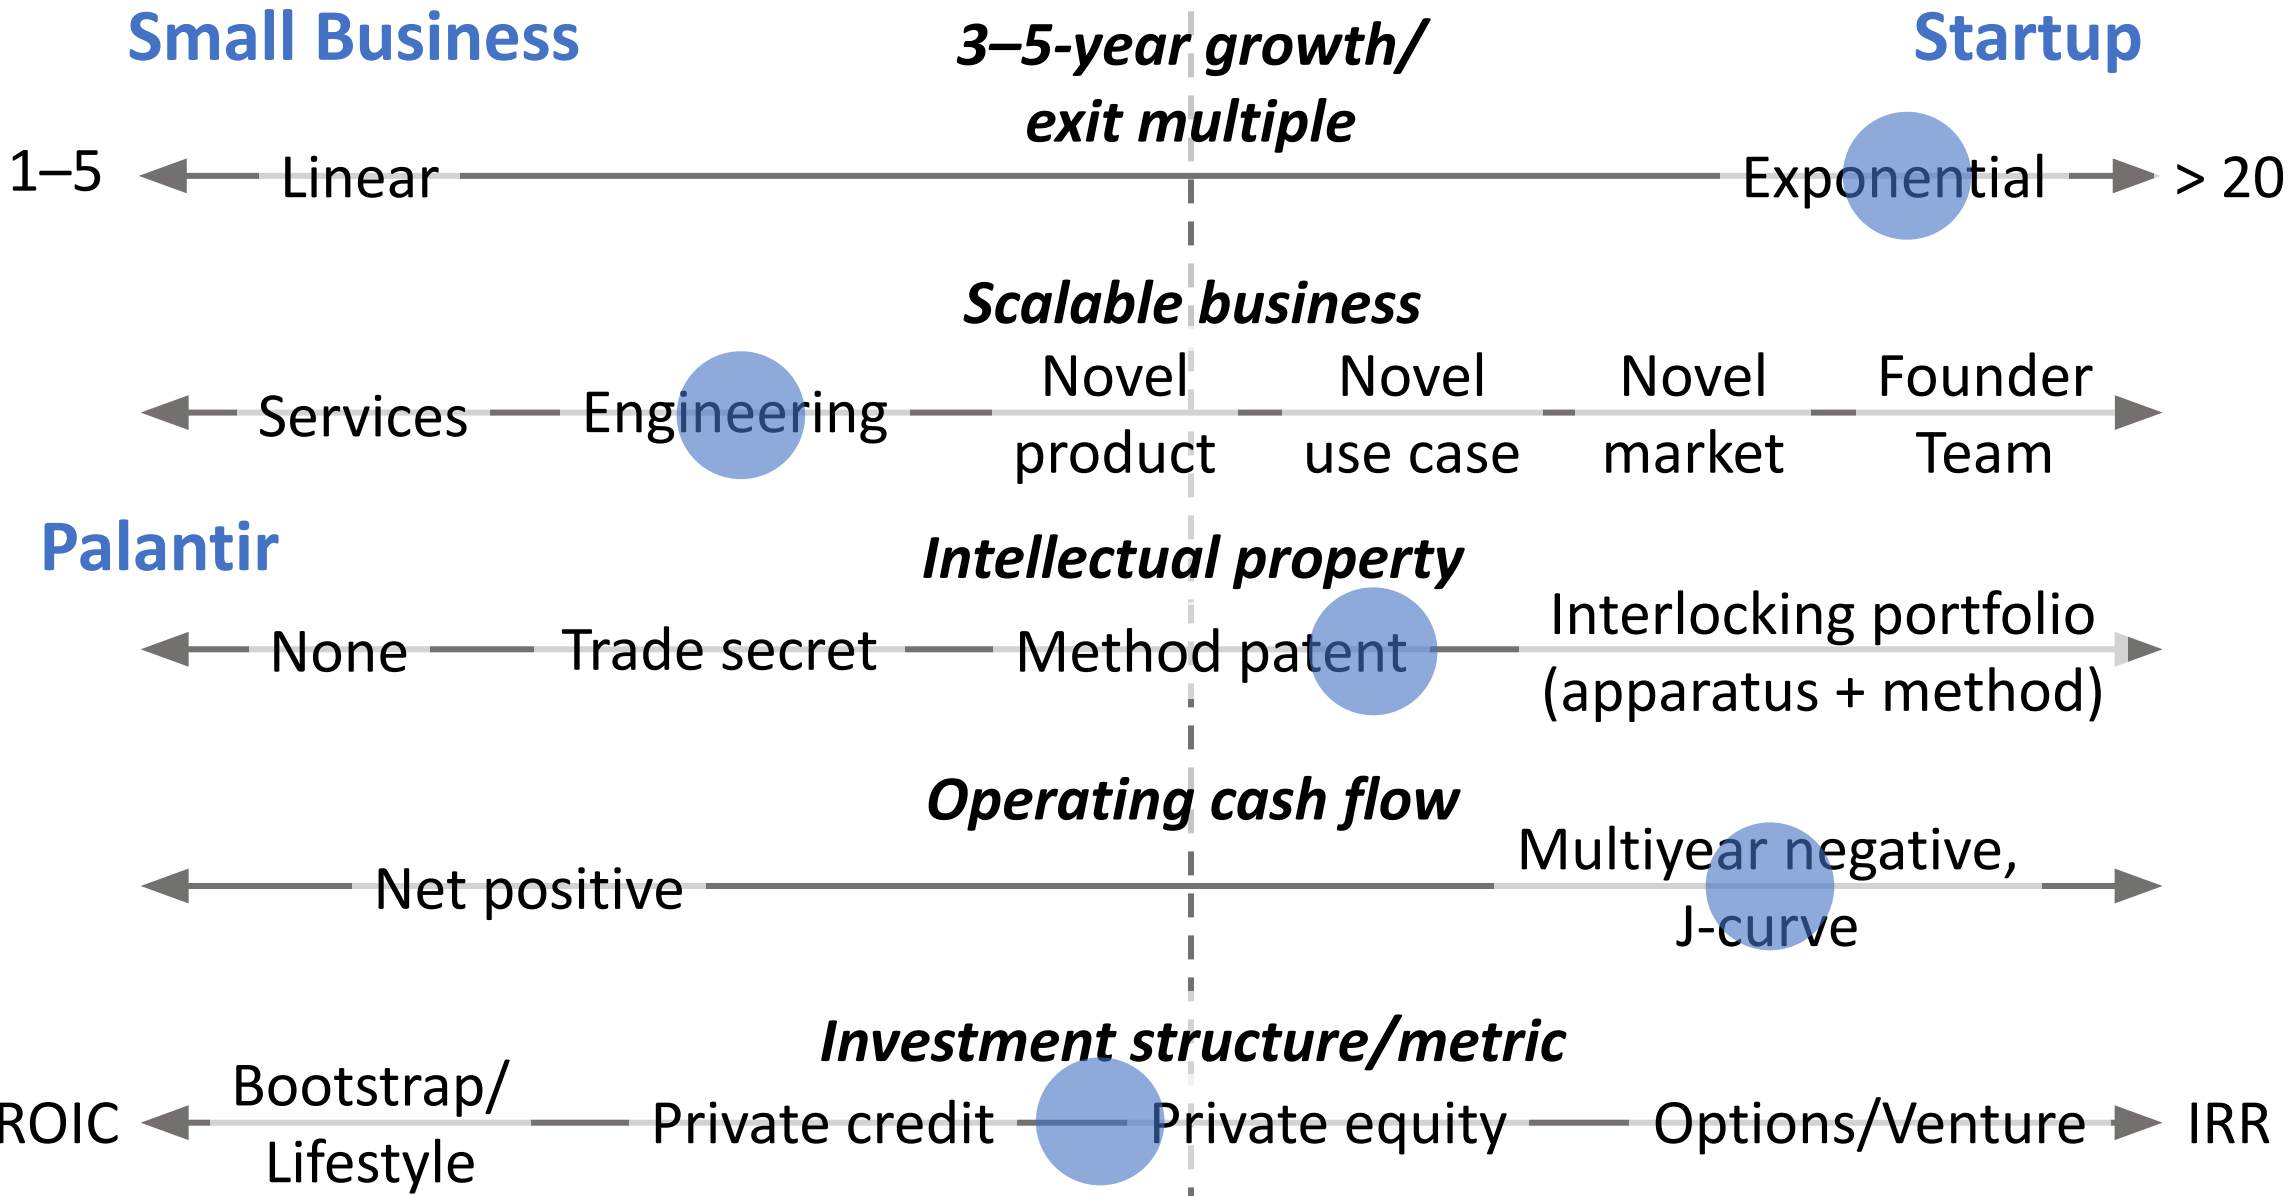 Small Business
3–5-year growth/
exit multiple
Startup
1–5
Linear
Exponential
> 20
Scalable business
Services
Engineering
Novel
product
Novel
use case
Novel
market
Founder
Team
Palantir
Intellectual property
None
Trade secret
Method patent
Interlocking portfolio
(apparatus + method)
Operating cash flow
Net positive
Multiyear negative,
J-curve
Investment structure/metric
ROIC
Bootstrap/
Lifestyle
Private credit
Private equity
Options/Venture
IRR